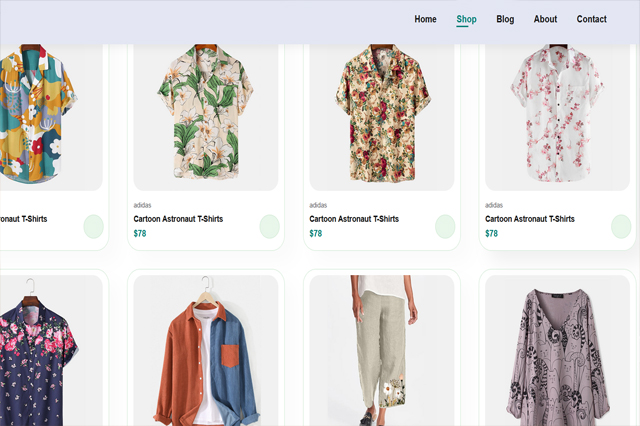 Home Shop Blog About Contact
adidas adidas adidas
ronaut T-Shirts Cartoon Astronaut T-Shirts Cartoon Astronaut T-Shirts Cartoon Astronaut T-Shirts
$78 $78 $78